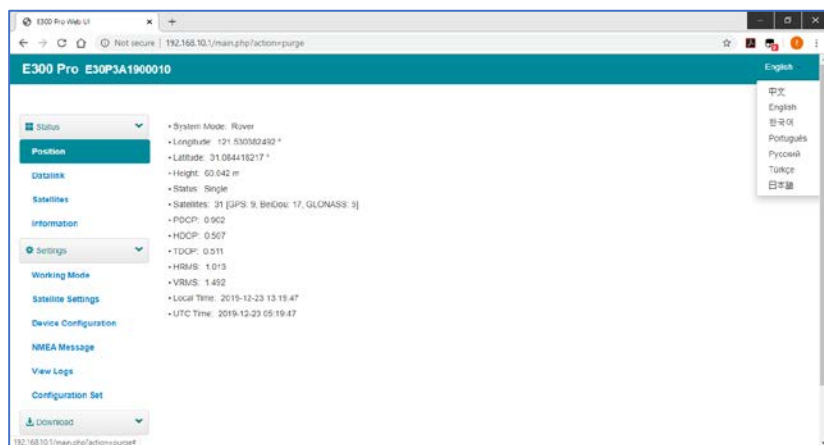 E300 Pro Web UI
Not secure | 192.168.10.1/main.php?action=purge
E300 Pro E30P3A1900010
English
中文
English
한국어
Português
Русский
Türkçe
日本語
Status
Position
Datalink
Satellites
Information
Settings
Working Mode
Satellite Settings
Device Configuration
NMEA Message
View Logs
Configuration Set
Download
• System Mode: Rover
• Longitude: 121.530382492 °
• Latitude: 31.084418217 °
• Height: 60.042 m
• Status: Single
• Satellites: 31 [GPS: 9, BeiDou: 17, GLONASS: 5]
• PDOP: 0.902
• HDOP: 0.507
• TDOP: 0.511
• HRMS: 1.013
• VRMS: 1.492
• Local Time: 2019-12-23 13:19:47
• UTC Time: 2019-12-23 05:19:47
192.168.10.1/main.php?action=purge#